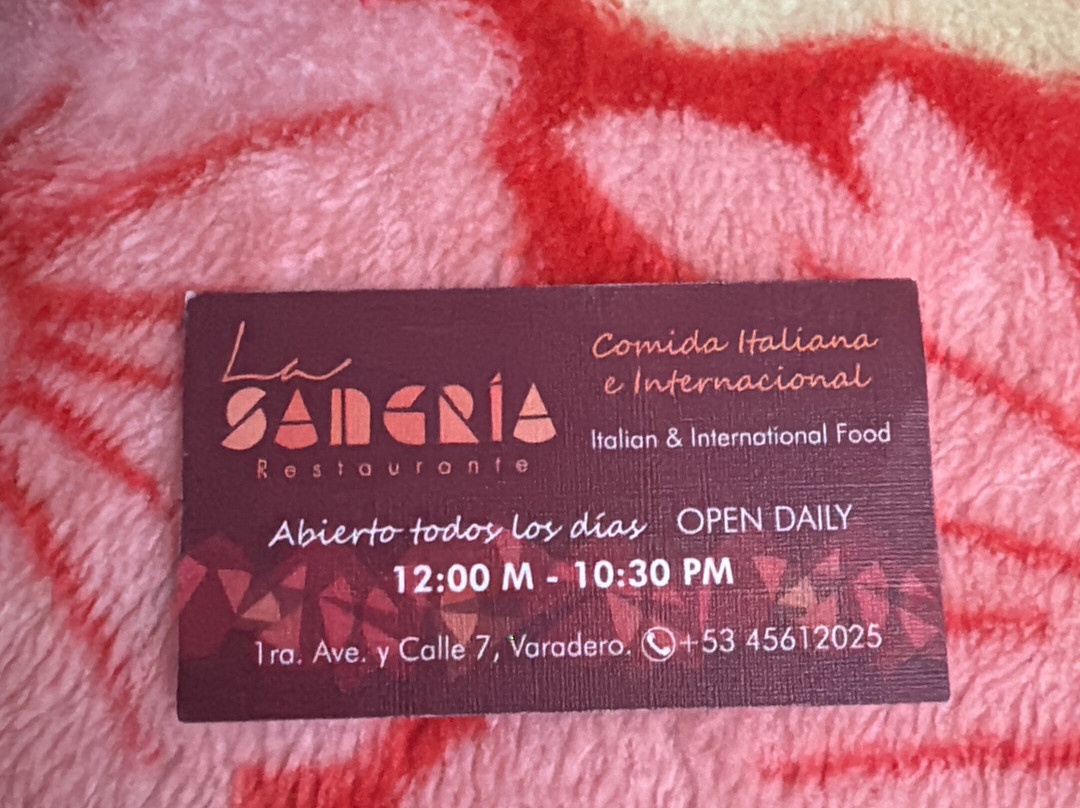 La
SANGRÍA
Restaurante
Comida Italiana
e Internacional
Italian & International Food
Abierto todos los días OPEN DAILY
12:00 M - 10:30 PM
1ra. Ave. y Calle 7, Varadero. +53 45612025